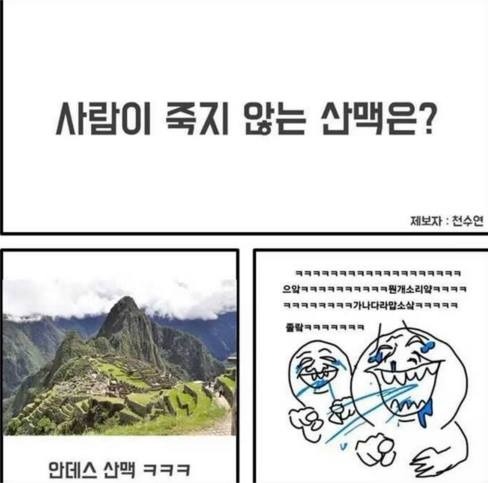 사람이 죽지 않는 산맥은?
제보자 : 천수연
안데스 산맥 ㅋㅋㅋ
ㅋㅋㅋㅋㅋㅋㅋㅋㅋㅋㅋㅋㅋㅋㅋㅋㅋㅋㅋ
으앜ㅋㅋㅋㅋㅋㅋㅋㅋㅋㅋ뭔개소리얔ㅋㅋㅋㅋ
ㅋㅋㅋㅋㅋㅋㅋㅋ가나다라맙소삼ㅋㅋㅋㅋㅋ
졸랔ㅋㅋㅋㅋㅋㅋㅋ